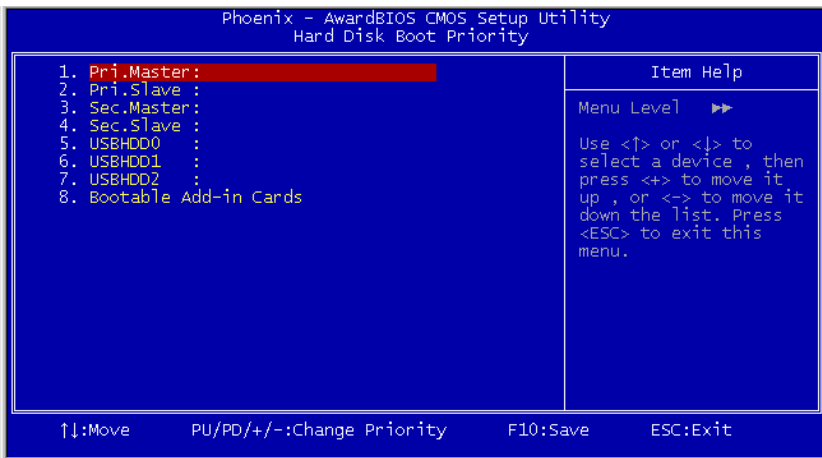 Phoenix - AwardBIOS CMOS Setup Utility
Hard Disk Boot Priority
1. Pri.Master:
2. Pri.Slave :
3. Sec.Master:
4. Sec.Slave :
5. USBHDD0 :
6. USBHDD1 :
7. USBHDD2 :
8. Bootable Add-in Cards
Item Help
Menu Level ▶▶
Use <↑> or <↓> to
select a device , then
press <+> to move it
up , or <-> to move it
down the list. Press
<ESC> to exit this
menu.
↑↓:Move PU/PD/+/-:Change Priority F10:Save ESC:Exit